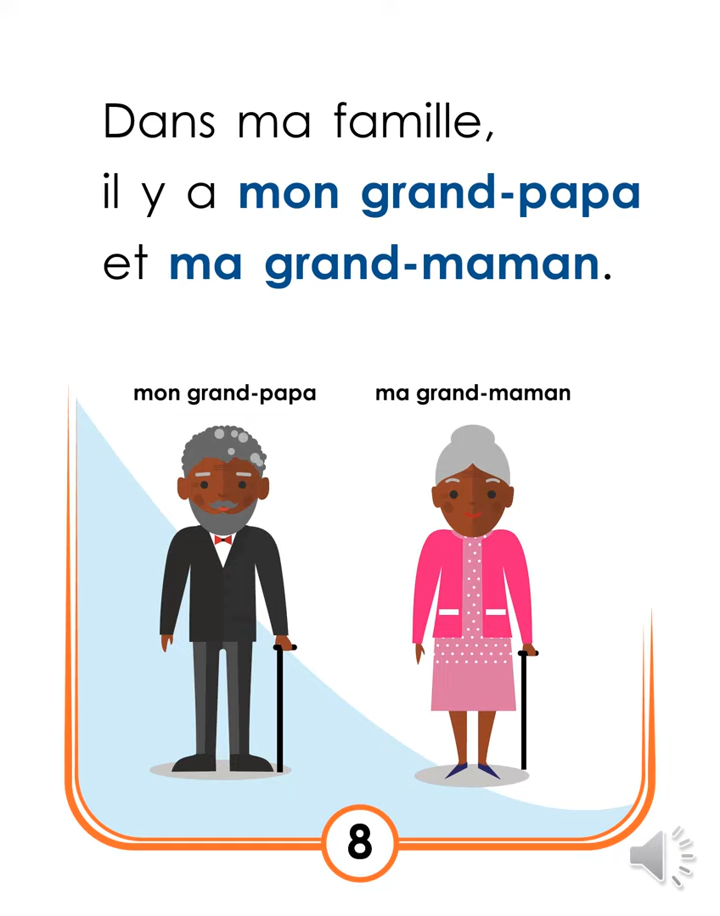 Dans ma famille,
il y a mon grand-papa
et ma grand-maman.
mon grand-papa
ma grand-maman
8